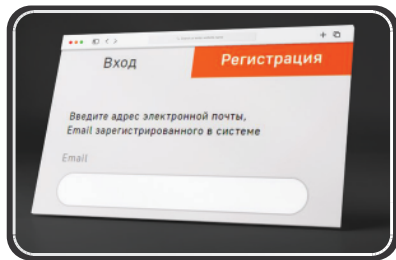 Вход
Регистрация
Введите адрес электронной почты,
Email зарегистрированного в системе
Email